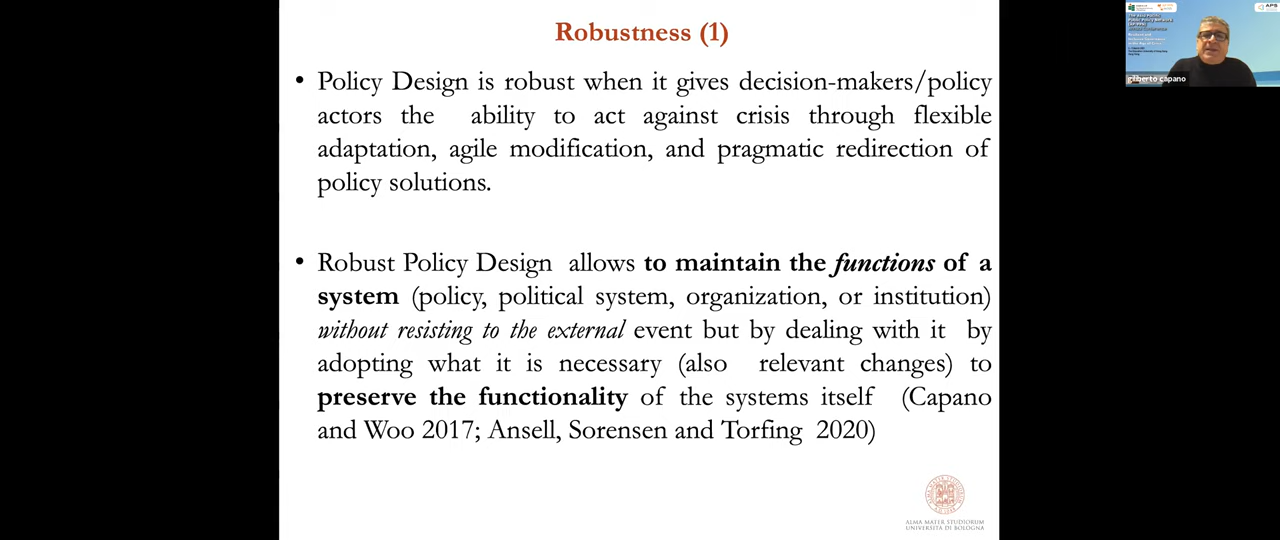 Robustness (1)
• Policy Design is robust when it gives decision-makers/policy
actors the ability to act against crisis through flexible
adaptation, agile modification, and pragmatic redirection of
policy solutions.
• Robust Policy Design allows to maintain the functions of a
system (policy, political system, organization, or institution)
without resisting to the external event but by dealing with it by
adopting what it is necessary (also relevant changes) to
preserve the functionality of the systems itself (Capano
and Woo 2017; Ansell, Sorensen and Torfing 2020)
ALMA MATER STUDIORUM
UNIVERSITÀ DI BOLOGNA
APS
gilberto capano